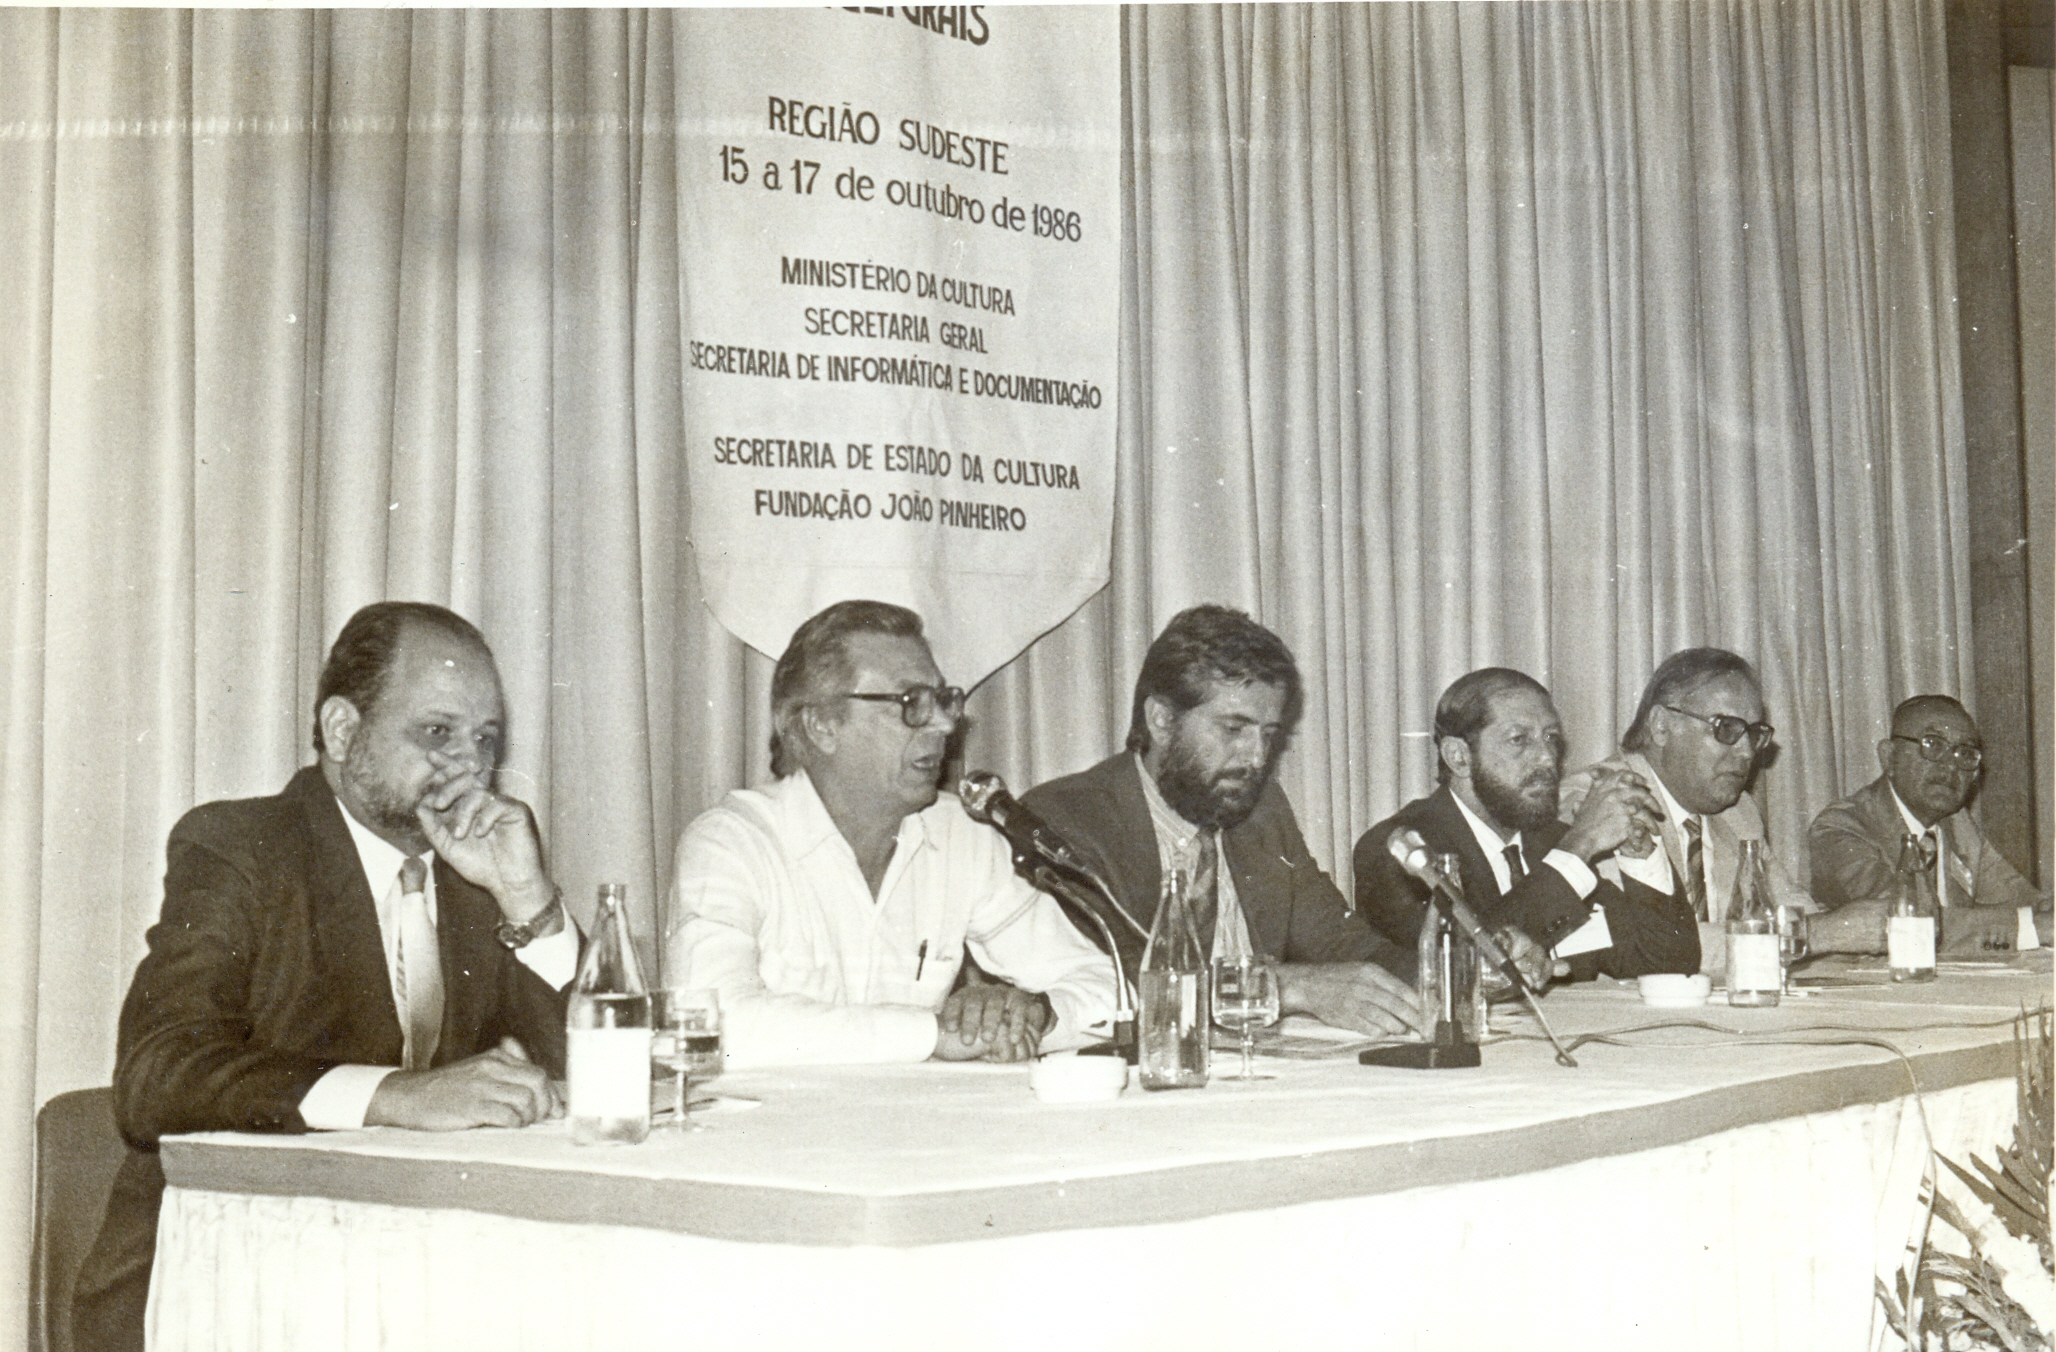 REGIÃO SUDESTE
15 a 17 de outubro de 1986
MINISTÉRIO DA CULTURA
SECRETARIA GERAL
SECRETARIA DE INFORMÁTICA E DOCUMENTAÇÃO
SECRETARIA DE ESTADO DA CULTURA
FUNDAÇÃO JOÃO PINHEIRO